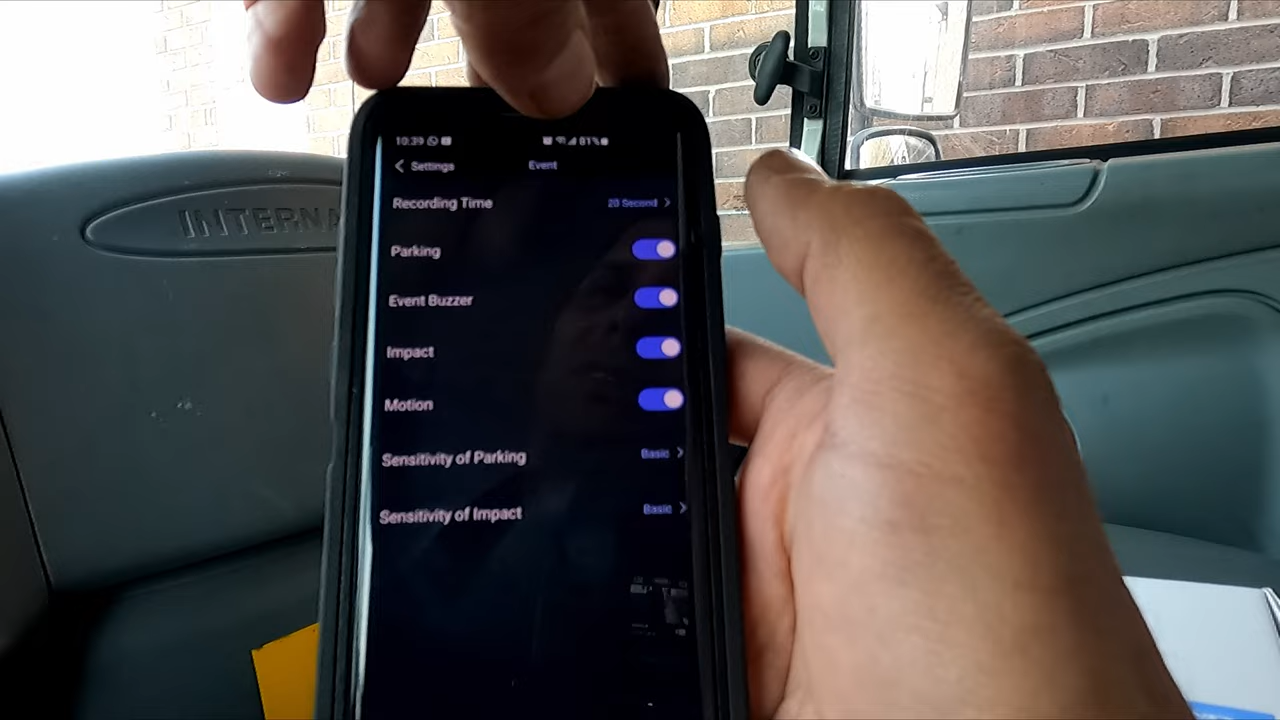 10:39
81%
Settings
Event
Recording Time
20 Second
Parking
Event Buzzer
Impact
Motion
Sensitivity of Parking
Basic
Sensitivity of Impact
Basic
INTERNA